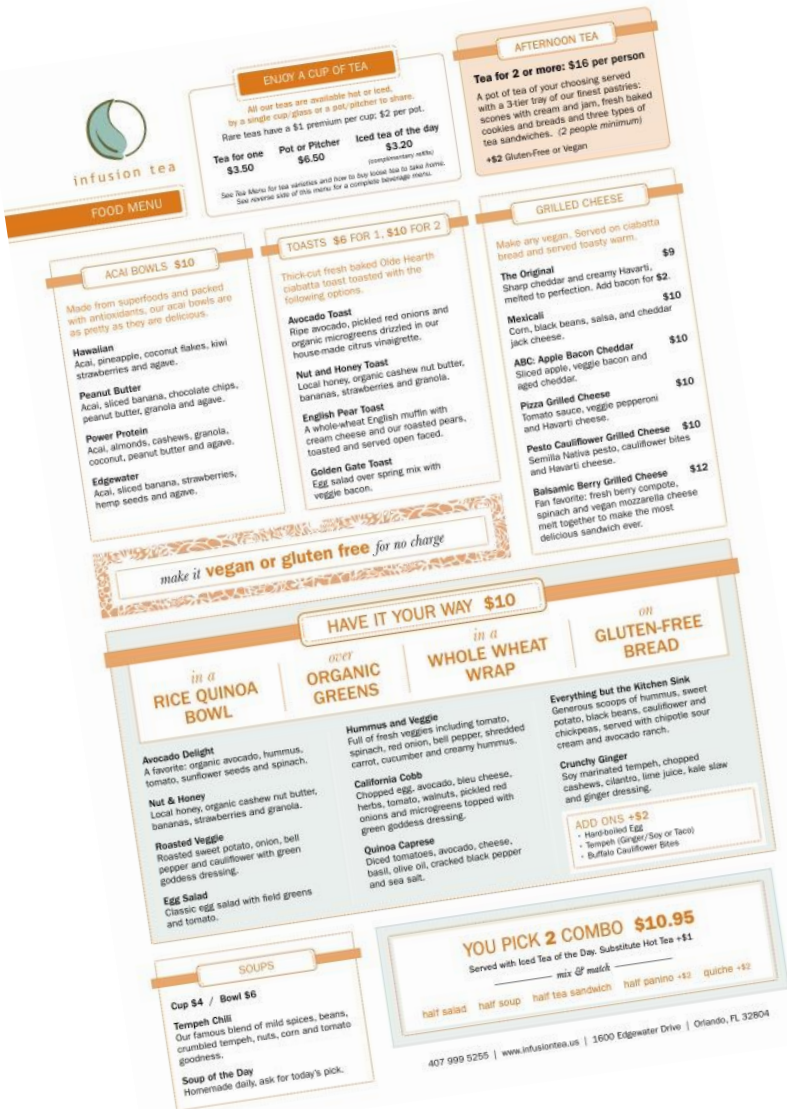 infusion tea
FOOD MENU
ENJOY A CUP OF TEA
All our teas are available hot or iced,
by a single cup/glass or a pot/pitcher to share.
Rare teas have a $1 premium per cup; $2 per pot.
Tea for one
$3.50
Pot or Pitcher
$6.50
Iced tea of the day
$3.20
(complimentary refills)
See Tea Menu for tea varieties and how to buy loose tea to take home.
See reverse side of this menu for a complete beverage menu.
AFTERNOON TEA
Tea for 2 or more: $16 per person
A pot of tea of your choosing served
with a 3-tier tray of our finest pastries:
scones with cream and jam, fresh baked
cookies and breads and three types of
tea sandwiches. (2 people minimum)
+$2 Gluten-Free or Vegan
ACAI BOWLS $10
Made from superfoods and packed
with antioxidants, our acai bowls are
as pretty as they are delicious.
Hawaiian
Acai, pineapple, coconut flakes, kiwi
strawberries and agave.
Peanut Butter
Acai, sliced banana, chocolate chips,
peanut butter, granola and agave.
Power Protein
Acai, almonds, cashews, granola,
coconut, peanut butter and agave.
Edgewater
Acai, sliced banana, strawberries,
hemp seeds and agave.
TOASTS $6 FOR 1, $10 FOR 2
Thick-cut fresh baked Olde Hearth
ciabatta toast toasted with the
following options.
Avocado Toast
Ripe avocado, pickled red onions and
organic microgreens drizzled in our
house-made citrus vinaigrette.
Nut and Honey Toast
Local honey, organic cashew nut butter,
bananas, strawberries and granola.
English Pear Toast
A whole-wheat English muffin with
cream cheese and our roasted pears,
toasted and served open faced.
Golden Gate Toast
Egg salad over spring mix with
veggie bacon.
GRILLED CHEESE
Make any vegan. Served on ciabatta
bread and served toasty warm.
The Original $9
Sharp cheddar and creamy Havarti,
melted to perfection. Add bacon for $2.
Mexicali $10
Corn, black beans, salsa, and cheddar
jack cheese.
ABC: Apple Bacon Cheddar $10
Sliced apple, veggie bacon and
aged cheddar.
Pizza Grilled Cheese $10
Tomato sauce, veggie pepperoni
and Havarti cheese.
Pesto Cauliflower Grilled Cheese $10
Semilla Nativa pesto, cauliflower bites
and Havarti cheese.
Balsamic Berry Grilled Cheese $12
Fan favorite: fresh berry compote,
spinach and vegan mozzarella cheese
melt together to make the most
delicious sandwich ever.
make it vegan or gluten free for no charge
HAVE IT YOUR WAY $10
in a
RICE QUINOA
BOWL
over
ORGANIC
GREENS
in a
WHOLE WHEAT
WRAP
on
GLUTEN-FREE
BREAD
Avocado Delight
A favorite: organic avocado, hummus,
tomato, sunflower seeds and spinach.
Nut & Honey
Local honey, organic cashew nut butter,
bananas, strawberries and granola.
Roasted Veggie
Roasted sweet potato, onion, bell
pepper and cauliflower with green
goddess dressing.
Egg Salad
Classic egg salad with field greens
and tomato.
Hummus and Veggie
Full of fresh veggies including tomato,
spinach, red onion, bell pepper, shredded
carrot, cucumber and creamy hummus.
California Cobb
Chopped egg, avocado, bleu cheese,
herbs, tomato, walnuts, pickled red
onions and microgreens topped with
green goddess dressing.
Quinoa Caprese
Diced tomatoes, avocado, cheese,
basil, olive oil, cracked black pepper
and sea salt.
Everything but the Kitchen Sink
Generous scoops of hummus, sweet
potato, black beans, cauliflower and
chickpeas, served with chipotle sour
cream and avocado ranch.
Crunchy Ginger
Soy marinated tempeh, chopped
cashews, cilantro, lime juice, kale slaw
and ginger dressing.
ADD ONS +$2
• Hard-boiled Egg
• Tempeh (Ginger/Soy or Taco)
• Buffalo Cauliflower Bites
SOUPS
Cup $4 / Bowl $6
Tempeh Chili
Our famous blend of mild spices, beans,
crumbled tempeh, nuts, corn and tomato
goodness.
Soup of the Day
Homemade daily, ask for today's pick.
YOU PICK 2 COMBO $10.95
Served with Iced Tea of the Day. Substitute Hot Tea +$1
mix & match
half salad half soup half tea sandwich half panino +$2 quiche +$2
407 999 5255 | www.infusiontea.us | 1600 Edgewater Drive | Orlando, FL 32804